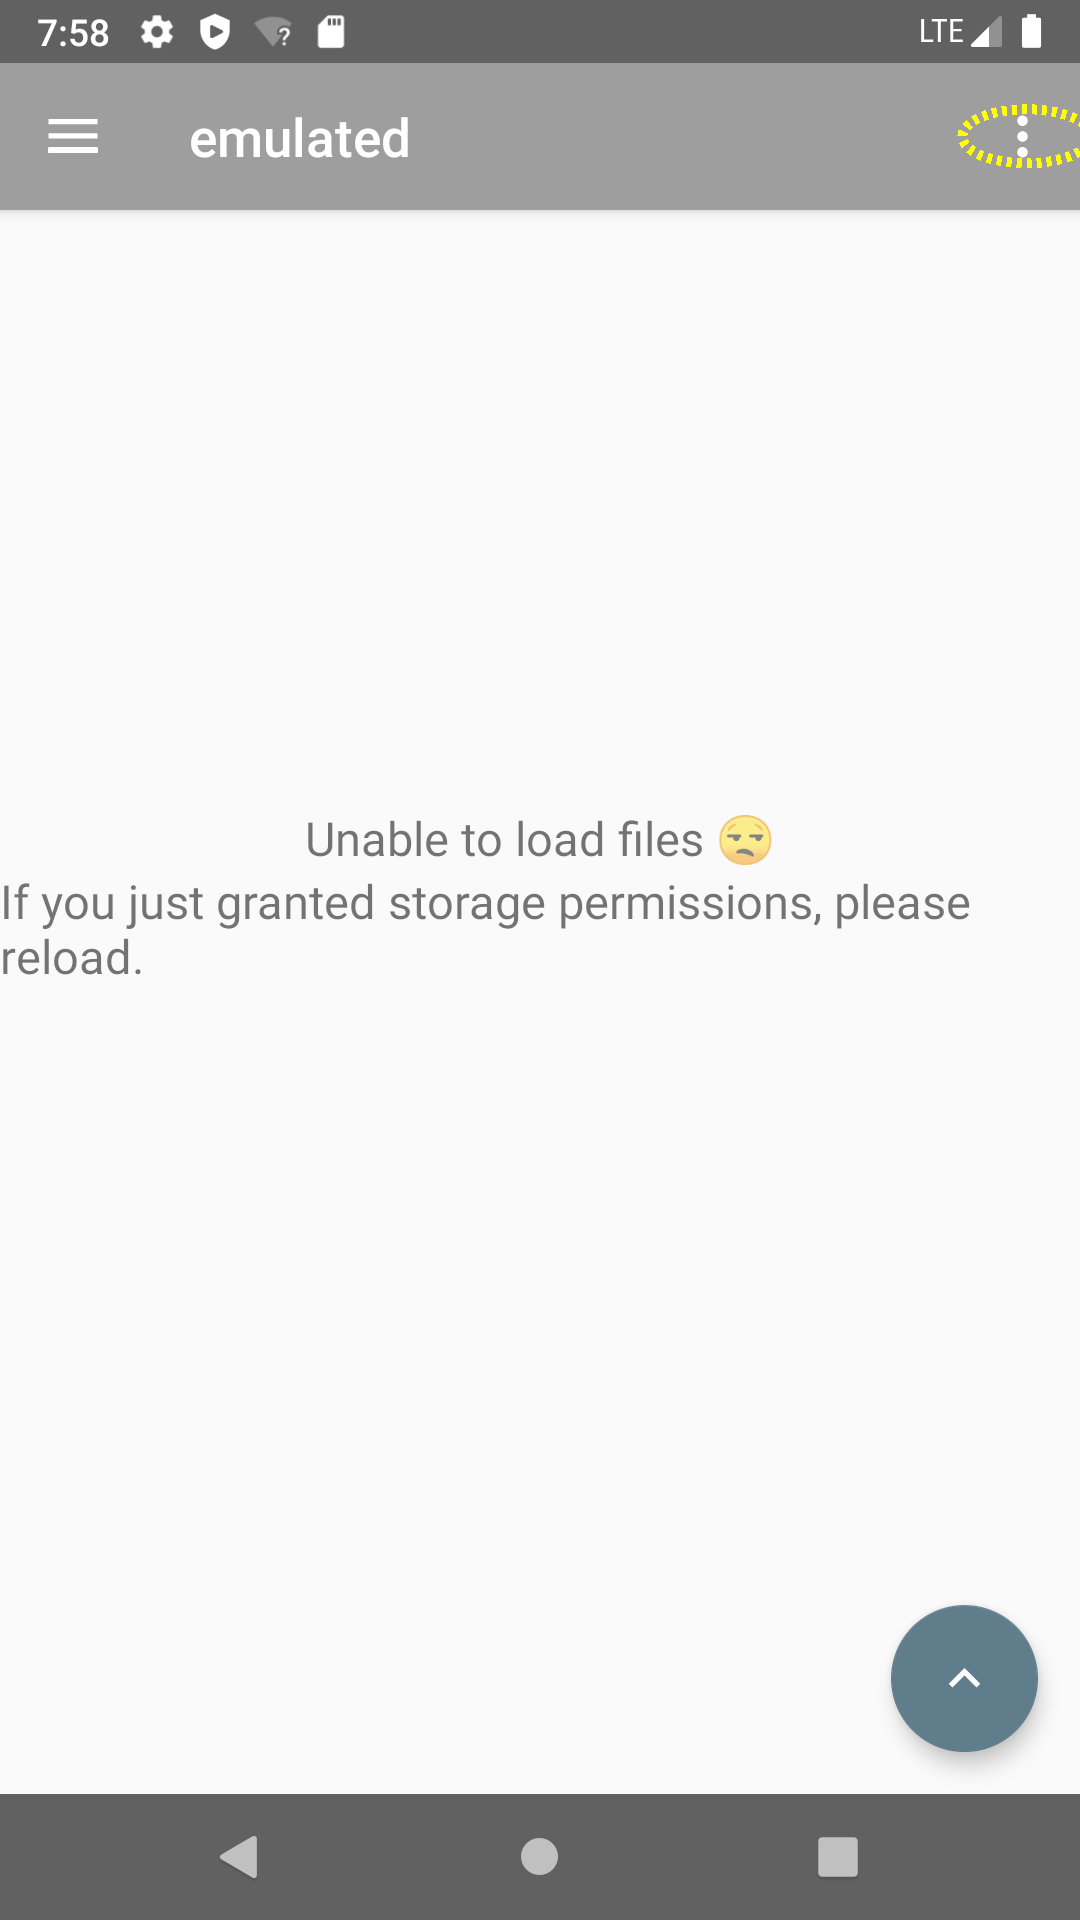 7:58
LTE
emulated
Unable to load files 😒
If you just granted storage permissions, please
reload.